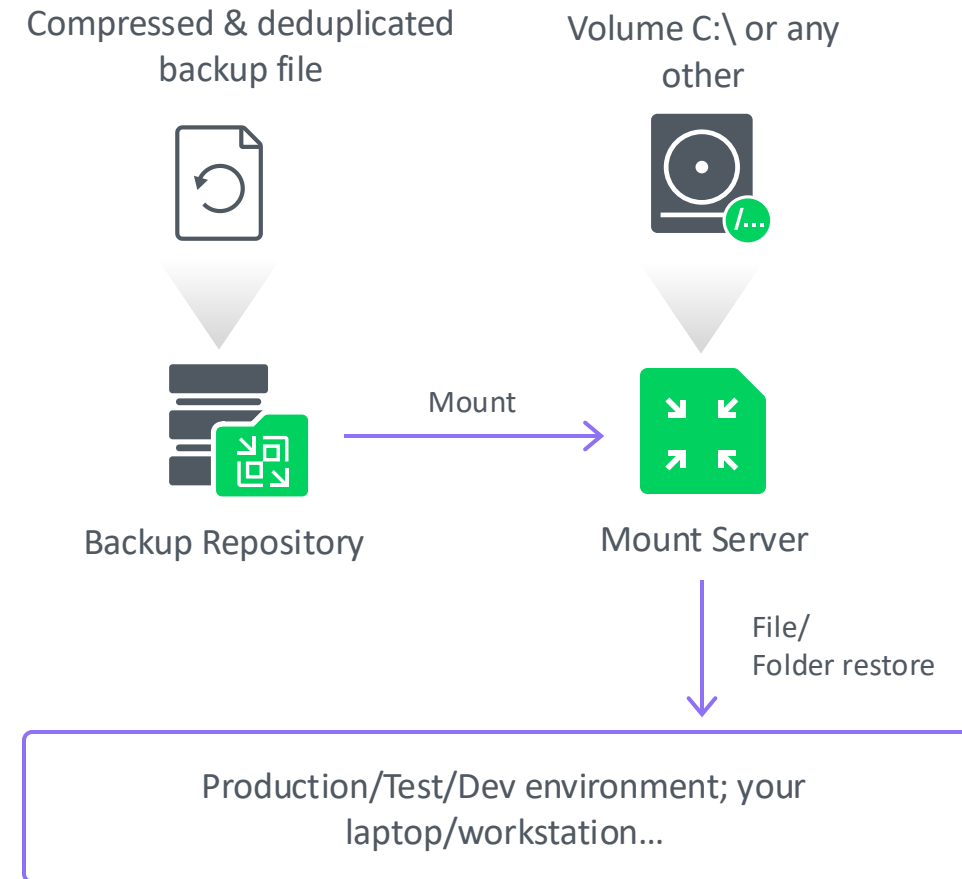 Compressed & deduplicated
backup file
Volume C:\ or any
other
/...
Mount
Backup Repository
Mount Server
File/
Folder restore
Production/Test/Dev environment; your
laptop/workstation...